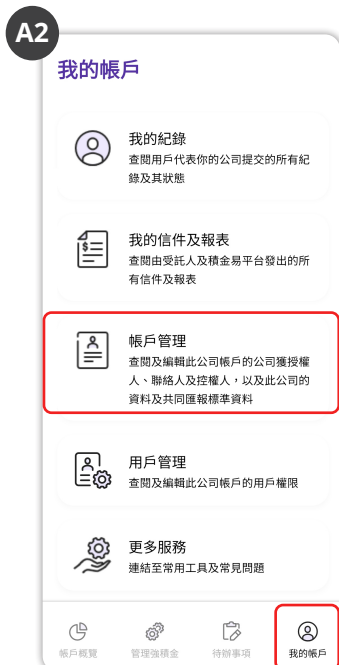 A2
我的帳戶
我的紀錄
查閱用戶代表你的公司提交的所有紀
錄及其狀態
我的信件及報表
查閱由受託人及積金易平台發出的所
有信件及報表
帳戶管理
查閱及編輯此公司帳戶的公司獲授權
人、聯絡人及控權人，以及此公司的
資料及共同匯報標準資料
用戶管理
查閱及編輯此公司帳戶的用戶權限
更多服務
連結至常用工具及常見問題
帳戶概覽
管理強積金
待辦事項
我的帳戶